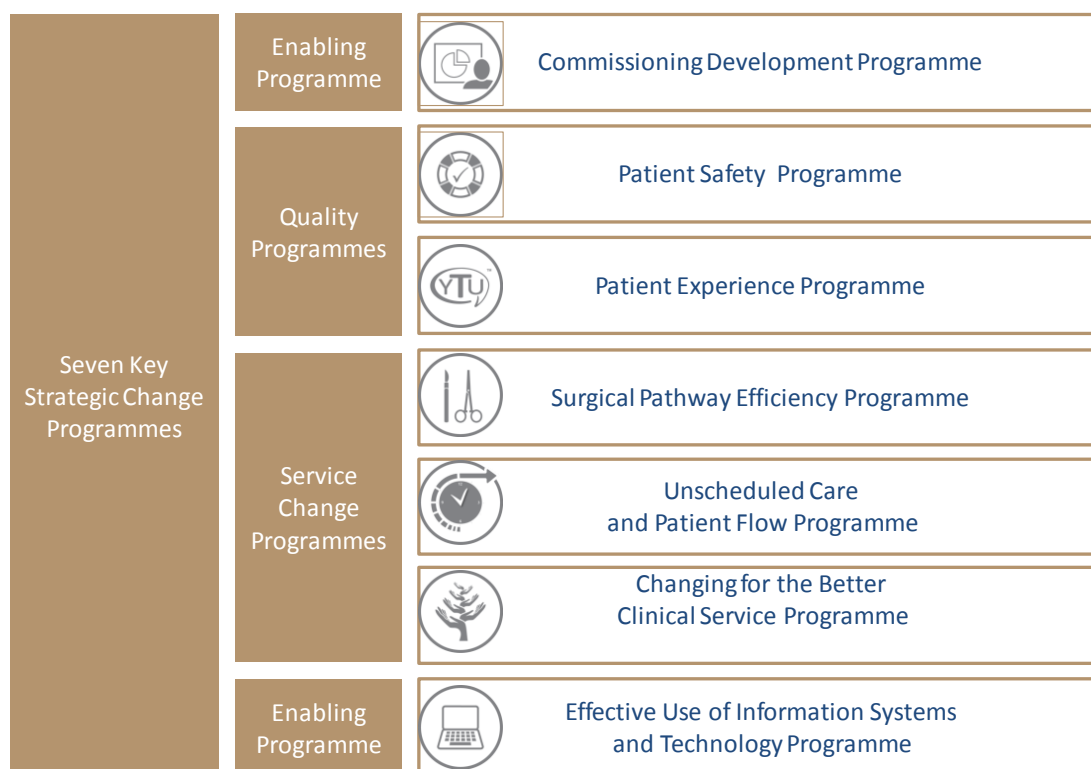 Seven Key
Strategic Change
Programmes
Enabling
Programme
Commissioning Development Programme
Quality
Programmes
Patient Safety Programme
YTU
Patient Experience Programme
Service
Change
Programmes
Surgical Pathway Efficiency Programme
Unscheduled Care
and Patient Flow Programme
Changing for the Better
Clinical Service Programme
Enabling
Programme
Effective Use of Information Systems
and Technology Programme